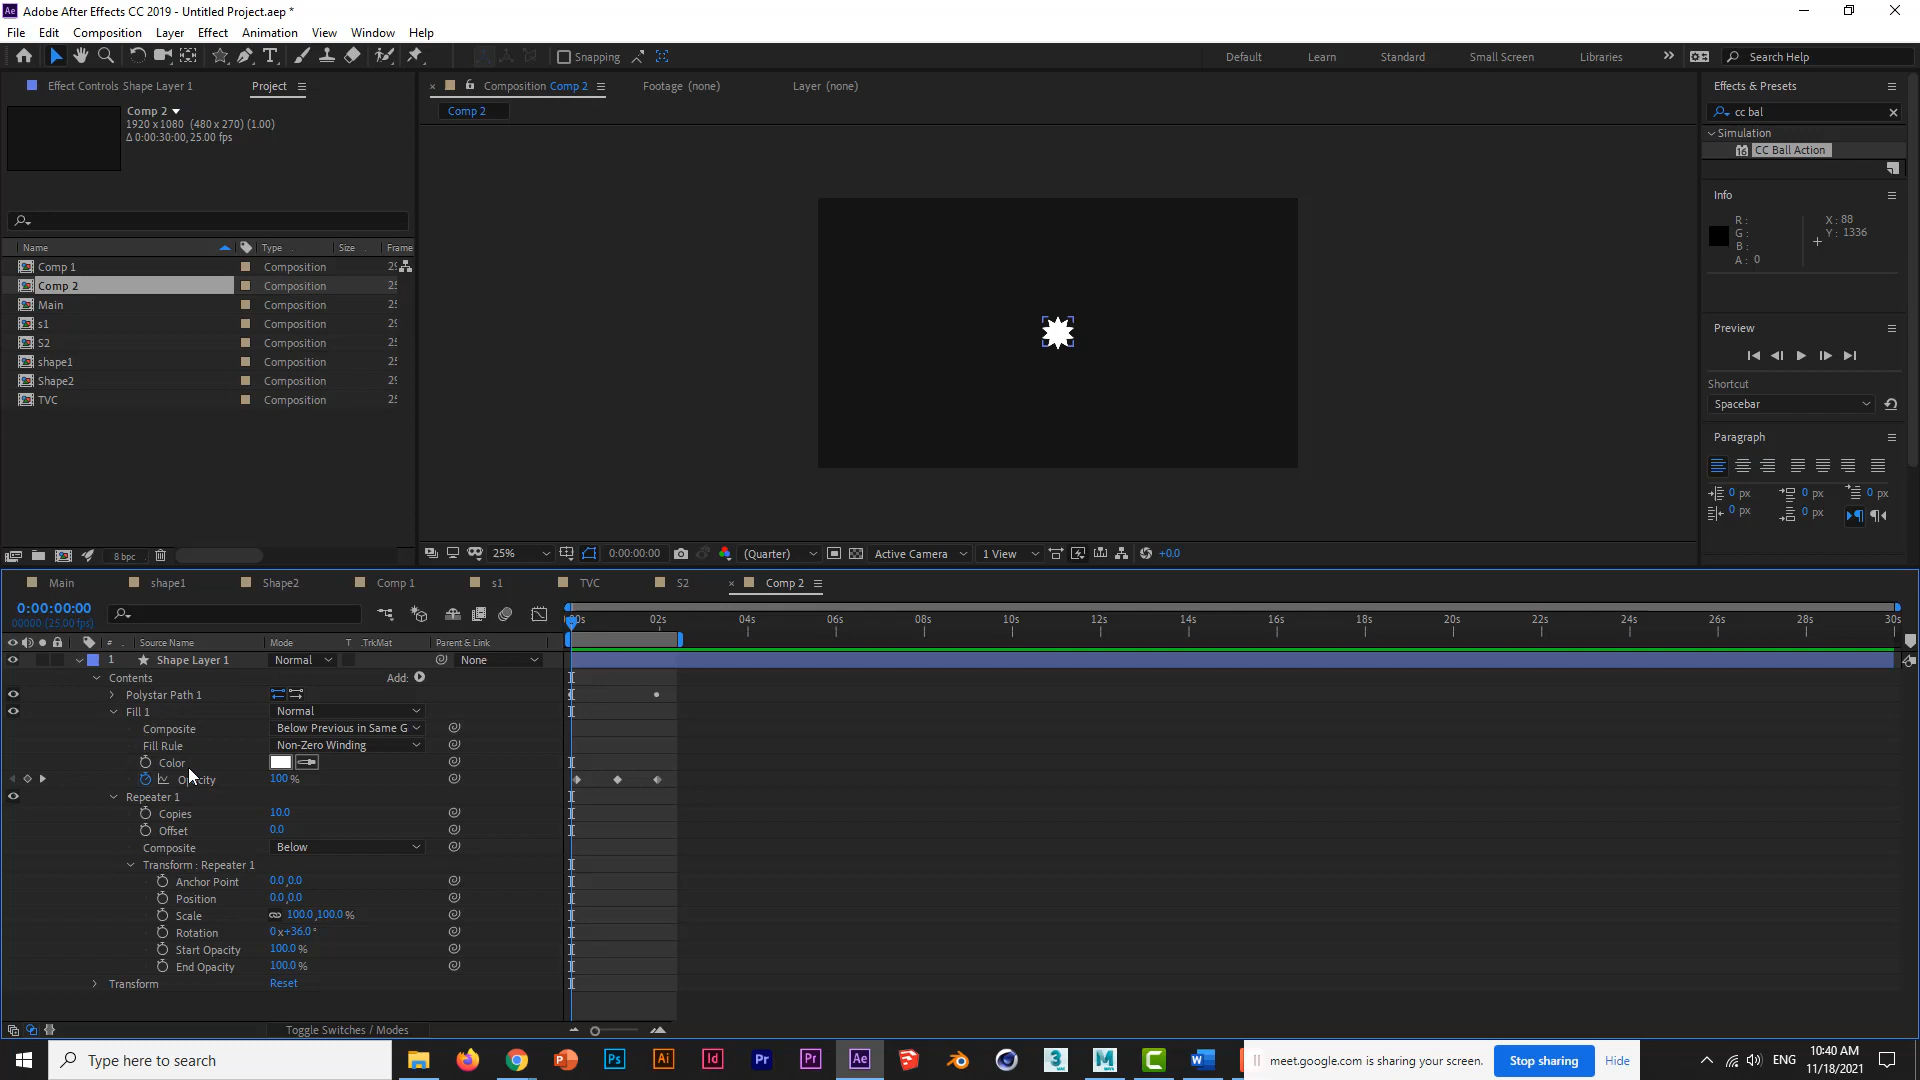 Adobe After Effects CC 2019 - Untitled Project.aep *
File Edit Composition Layer Effect Animation View Window Help
Snapping Default Learn Standard Small Screen Libraries Search Help
Effect Controls Shape Layer 1 Project
Composition Comp 2 Footage (none) Layer (none)
Effects & Presets
Comp 2
1920 x 1080 (480 x 270) (1.00)
Δ 0:00:30:00, 25.00 fps
Comp 2
cc bal
Simulation
CC Ball Action
Info
R :
G :
B :
A : 0
X : 88
Y : 1336
Name Type Size Frame
Comp 1 Composition
Comp 2 Composition
Main Composition
s1 Composition
S2 Composition
shape1 Composition
Shape2 Composition
TVC Composition
Preview
Shortcut
Spacebar
Paragraph
0 px 0 px 0 px
0 px 0 px
8 bpc
25% 0:00:00:00 (Quarter) Active Camera 1 View +0.0
Main shape1 Shape2 Comp 1 s1 TVC S2 Comp 2
0:00:00:00
00000 (25.00 fps)
02s 04s 06s 08s 10s 12s 14s 16s 18s 20s 22s 24s 26s 28s 30s
# Source Name Mode T .TrkMat Parent & Link
1 Shape Layer 1 Normal None
Contents Add:
Polystar Path 1
Fill 1 Normal
Composite Below Previous in Same G
Fill Rule Non-Zero Winding
Color
Opacity 100 %
Repeater 1
Copies 10.0
Offset 0.0
Composite Below
Transform : Repeater 1
Anchor Point 0.0,0.0
Position 0.0,0.0
Scale 100.0,100.0 %
Rotation 0x+36.0°
Start Opacity 100.0 %
End Opacity 100.0 %
Transform Reset
Toggle Switches / Modes
Type here to search
meet.google.com is sharing your screen. Stop sharing Hide
ENG
10:40 AM
11/18/2021